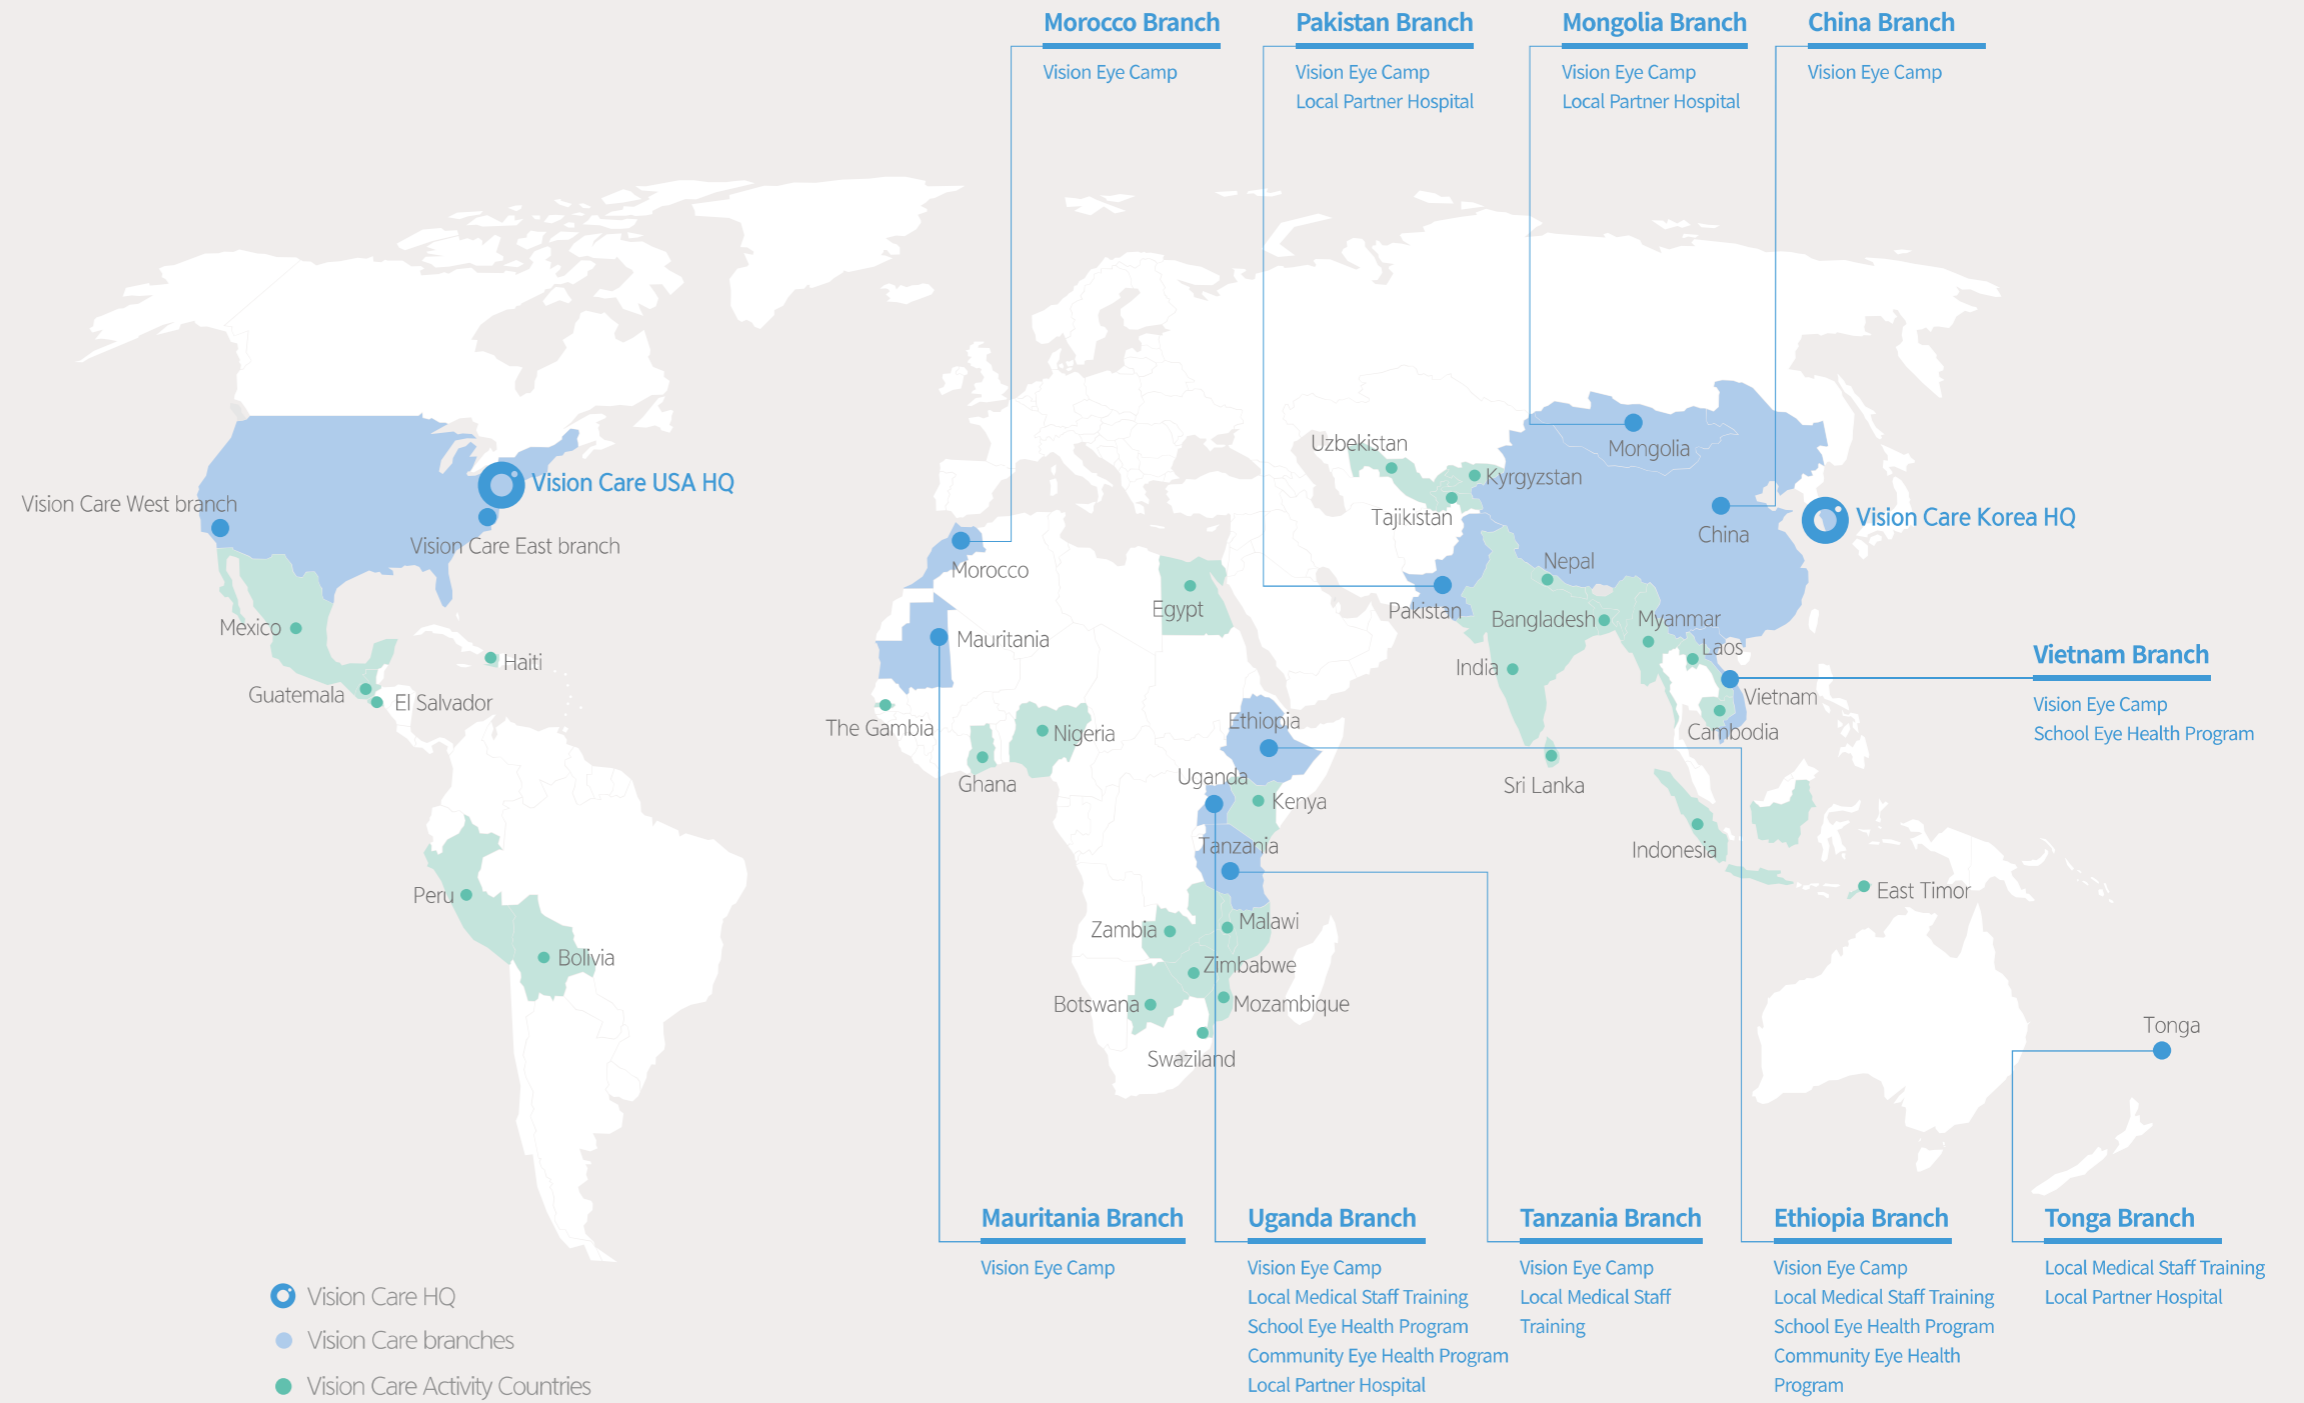 Morocco Branch
Vision Eye Camp
Pakistan Branch
Vision Eye Camp
Local Partner Hospital
Mongolia Branch
Vision Eye Camp
Local Partner Hospital
China Branch
Vision Eye Camp
Vision Care USA HQ
Vision Care West branch
Vision Care East branch
Mexico
Haiti
Guatemala
El Salvador
Peru
Bolivia
Morocco
Mauritania
The Gambia
Ghana
Nigeria
Egypt
Ethiopia
Uganda
Kenya
Tanzania
Malawi
Zambia
Zimbabwe
Botswana
Mozambique
Swaziland
Uzbekistan
Kyrgyzstan
Tajikistan
Mongolia
China
Vision Care Korea HQ
Nepal
Pakistan
Bangladesh
Myanmar
Laos
India
Vietnam
Cambodia
Sri Lanka
Indonesia
East Timor
Tonga
Vietnam Branch
Vision Eye Camp
School Eye Health Program
Mauritania Branch
Vision Eye Camp
Uganda Branch
Vision Eye Camp
Local Medical Staff Training
School Eye Health Program
Community Eye Health Program
Local Partner Hospital
Tanzania Branch
Vision Eye Camp
Local Medical Staff
Training
Ethiopia Branch
Vision Eye Camp
Local Medical Staff Training
School Eye Health Program
Community Eye Health
Program
Tonga Branch
Local Medical Staff Training
Local Partner Hospital
Vision Care HQ
Vision Care branches
Vision Care Activity Countries